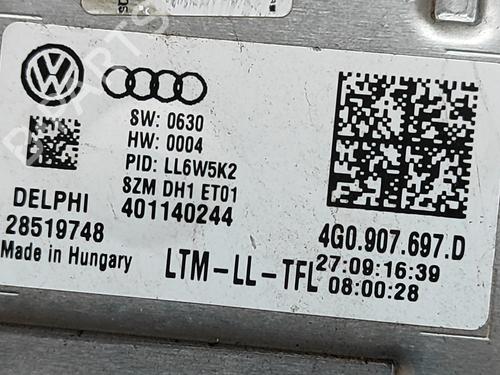 SW: 0630
HW: 0004
PID: LL6W5K2
8ZM DH1 ET01
401140244
DELPHI
28519748
Made in Hungary
LTM-LL-TFL
4G0.907.697.D
27:09:16:39
08:00:28